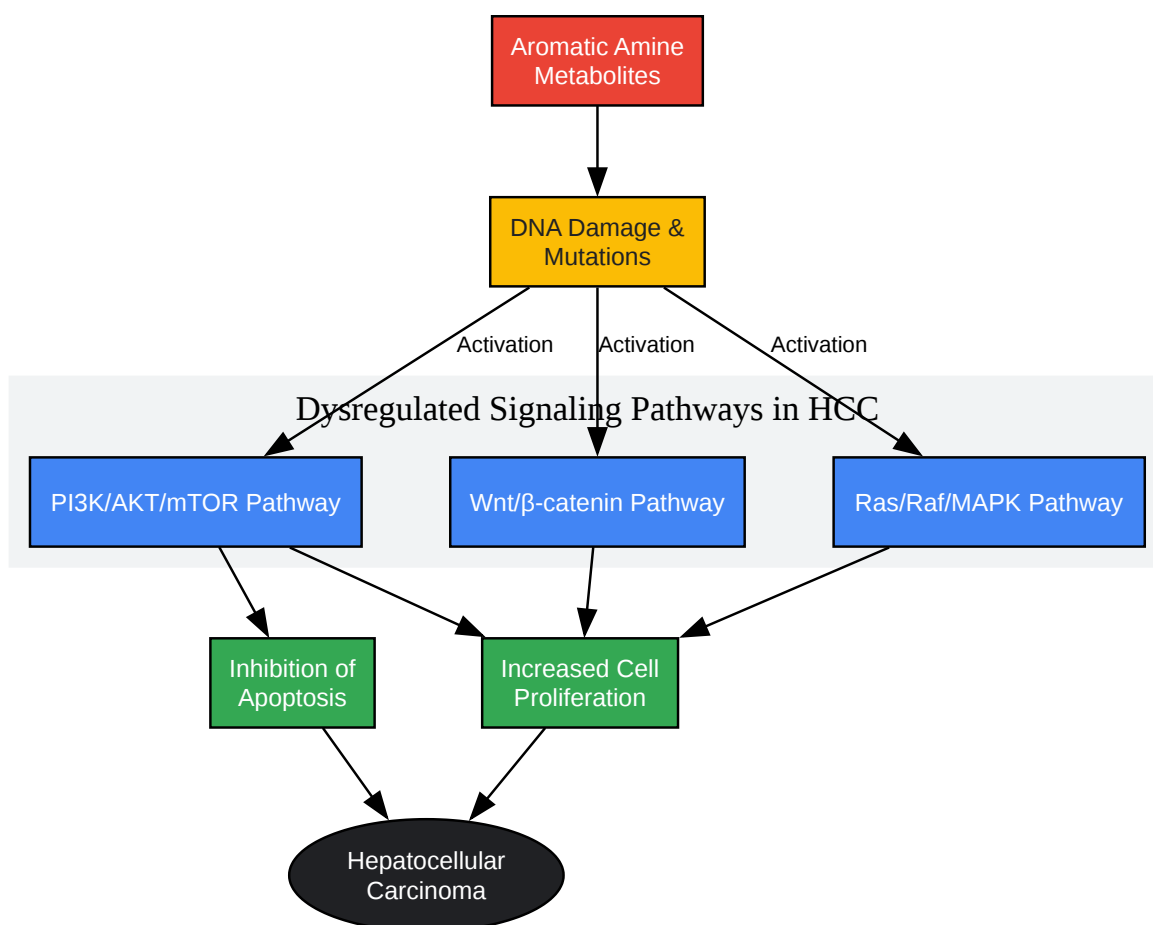 Aromatic Amine
Metabolites
DNA Damage &
Mutations
Activation
Activation
Activation
Dysregulated Signaling Pathways in HCC
PI3K/AKT/mTOR Pathway
Wnt/β-catenin Pathway
Ras/Raf/MAPK Pathway
Inhibition of
Apoptosis
Increased Cell
Proliferation
Hepatocellular
Carcinoma